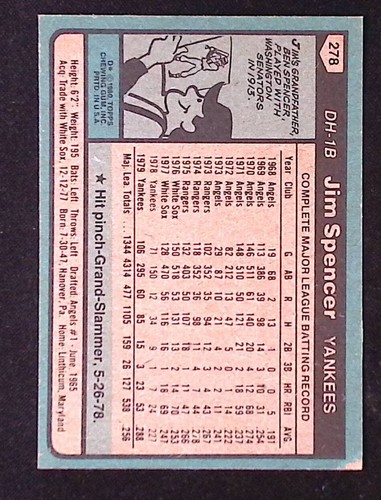 278
DH-1B Jim Spencer YANKEES
COMPLETE MAJOR LEAGUE BATTING RECORD
Year Club G AB R H 2B 3B HR RBI AVG
1968 Angels 19 68 2 13 1 0 0 5 .191
1969 Angels 113 386 39 98 14 3 10 31 .254
1970 Angels 146 511 61 140 20 4 12 68 .274
1971 Angels 148 510 50 121 21 2 18 59 .237
1972 Angels 82 212 13 47 5 0 1 14 .222
1973 Angels 29 87 10 21 4 2 2 11 .241
1973 Rangers 102 352 35 94 12 3 4 43 .267
1974 Rangers 118 352 36 98 11 4 7 44 .278
1975 Rangers 132 403 50 107 18 1 11 47 .266
1976 White Sox 150 518 53 131 13 2 14 70 .253
1977 White Sox 128 470 56 116 16 1 18 69 .247
1978 Yankees 71 150 12 34 9 1 7 24 .227
1979 Yankees 106 295 60 85 15 3 23 53 .288
Maj. Lea. Totals ... 1344 4314 477 1105 159 26 127 538 .256
★ Hit pinch-Grand-Slammer, 5-26-78.
JIM'S GRANDFATHER,
BEN SPENCER,
PLAYED WITH
WASHINGTON
SENATORS
IN 1913.
D* © 1980 TOPPS
CHEWING GUM, INC.
PRTD. IN U.S.A.
Height: 6'2" Weight: 195 Bats: Left Throws: Left Drafted: Angels #1 - June, 1965
Acq: Trade with White Sox, 12-12-77 Born: 7-30-47, Hanover, Pa. Home: Linthicum, Maryland